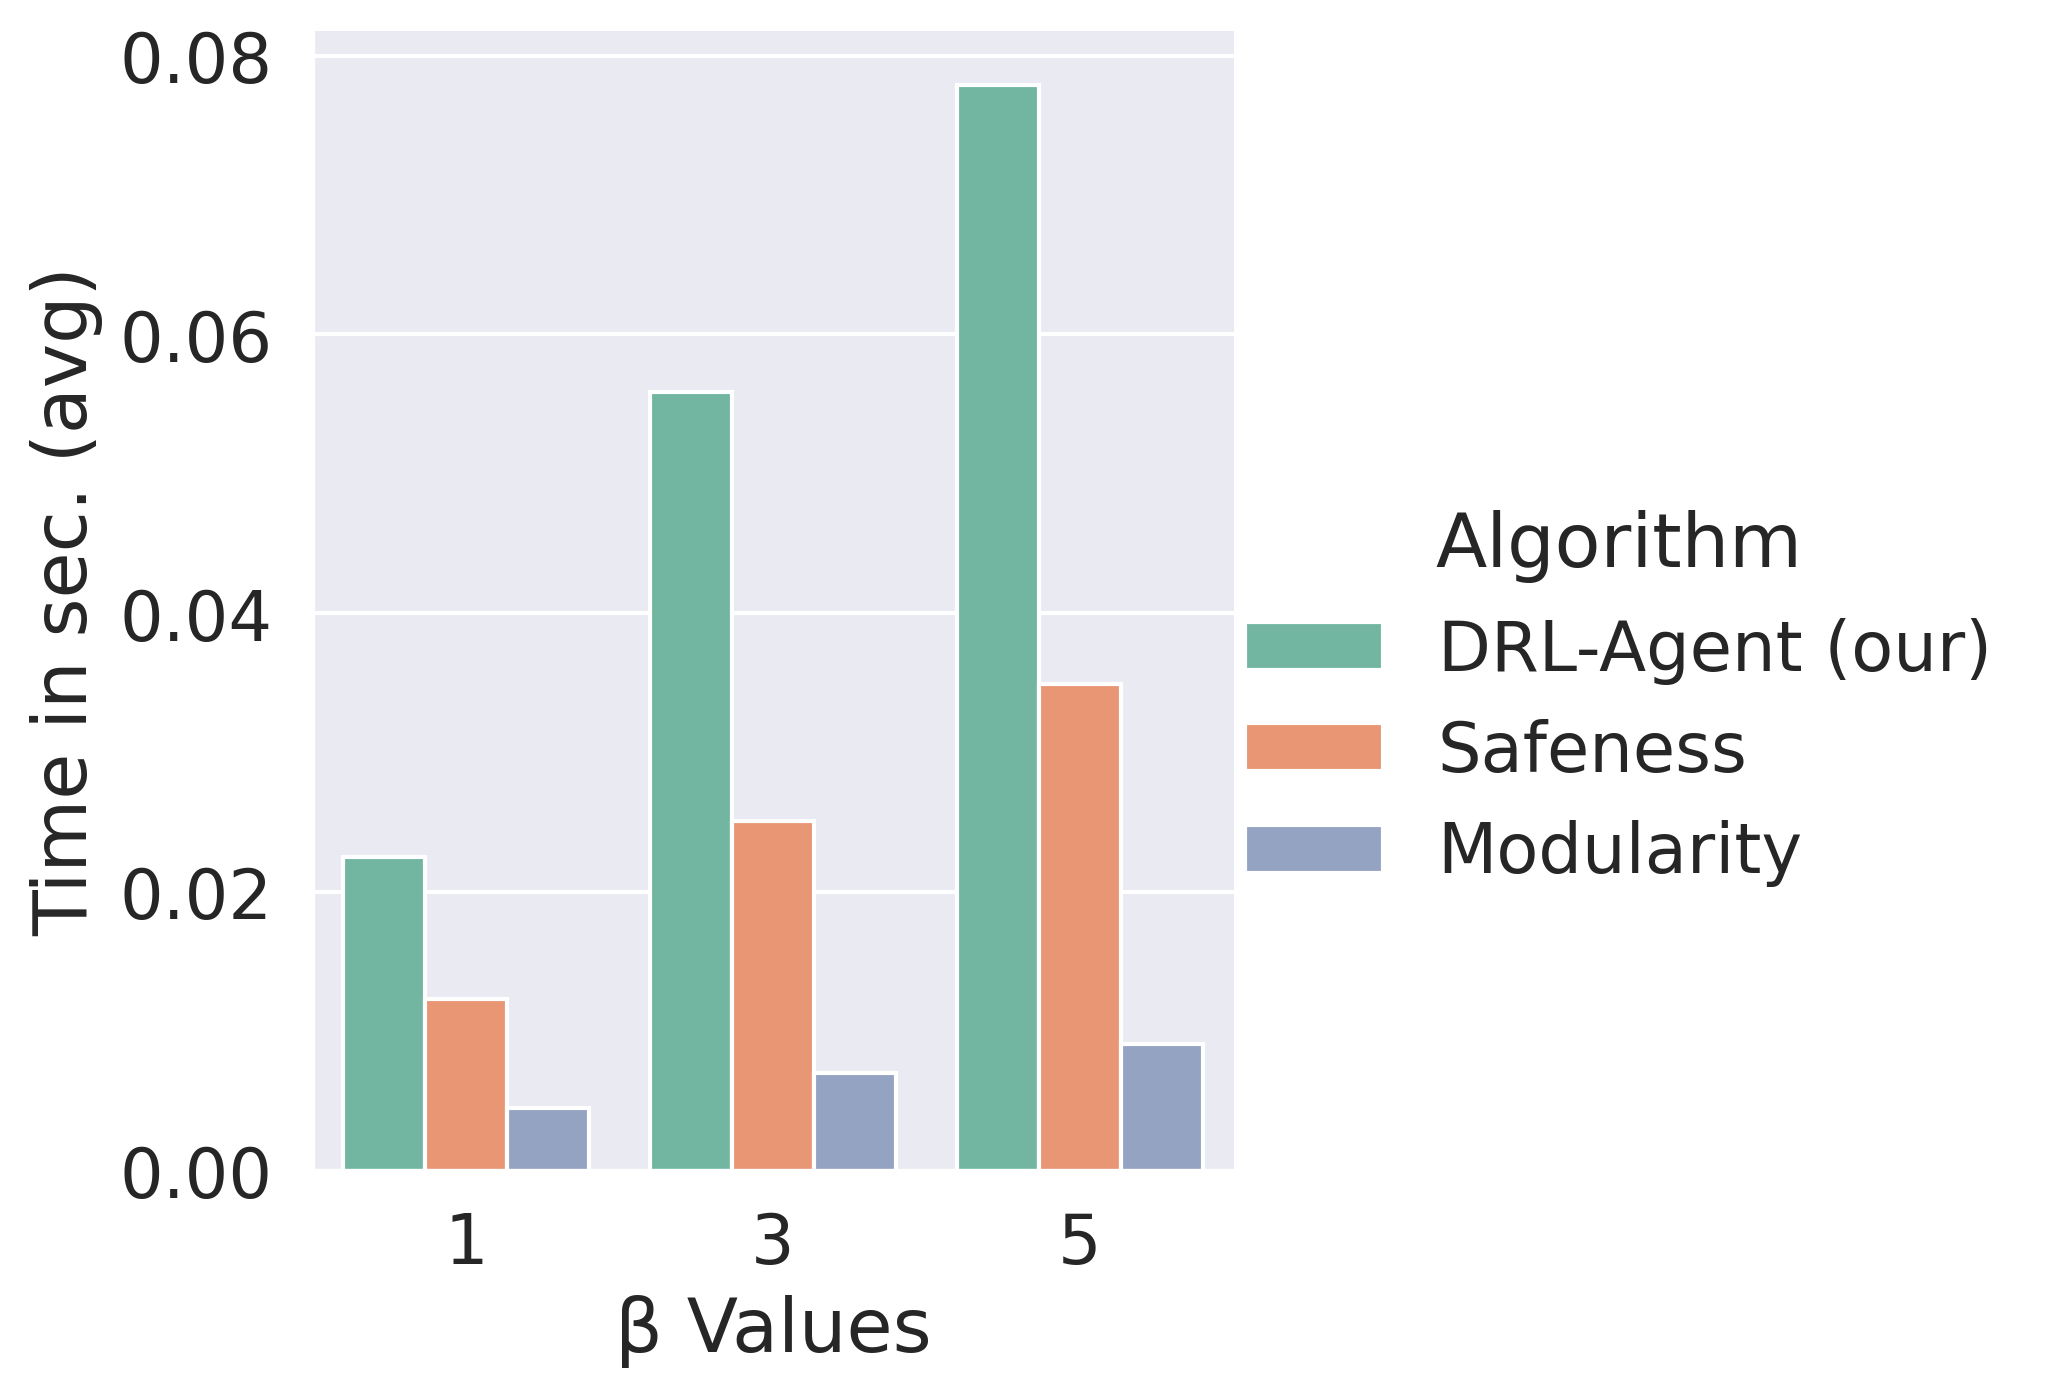 0.08
0.06
0.04
0.02
0.00
Time in sec. (avg)
1 3 5
β Values
Algorithm
DRL-Agent (our)
Safeness
Modularity